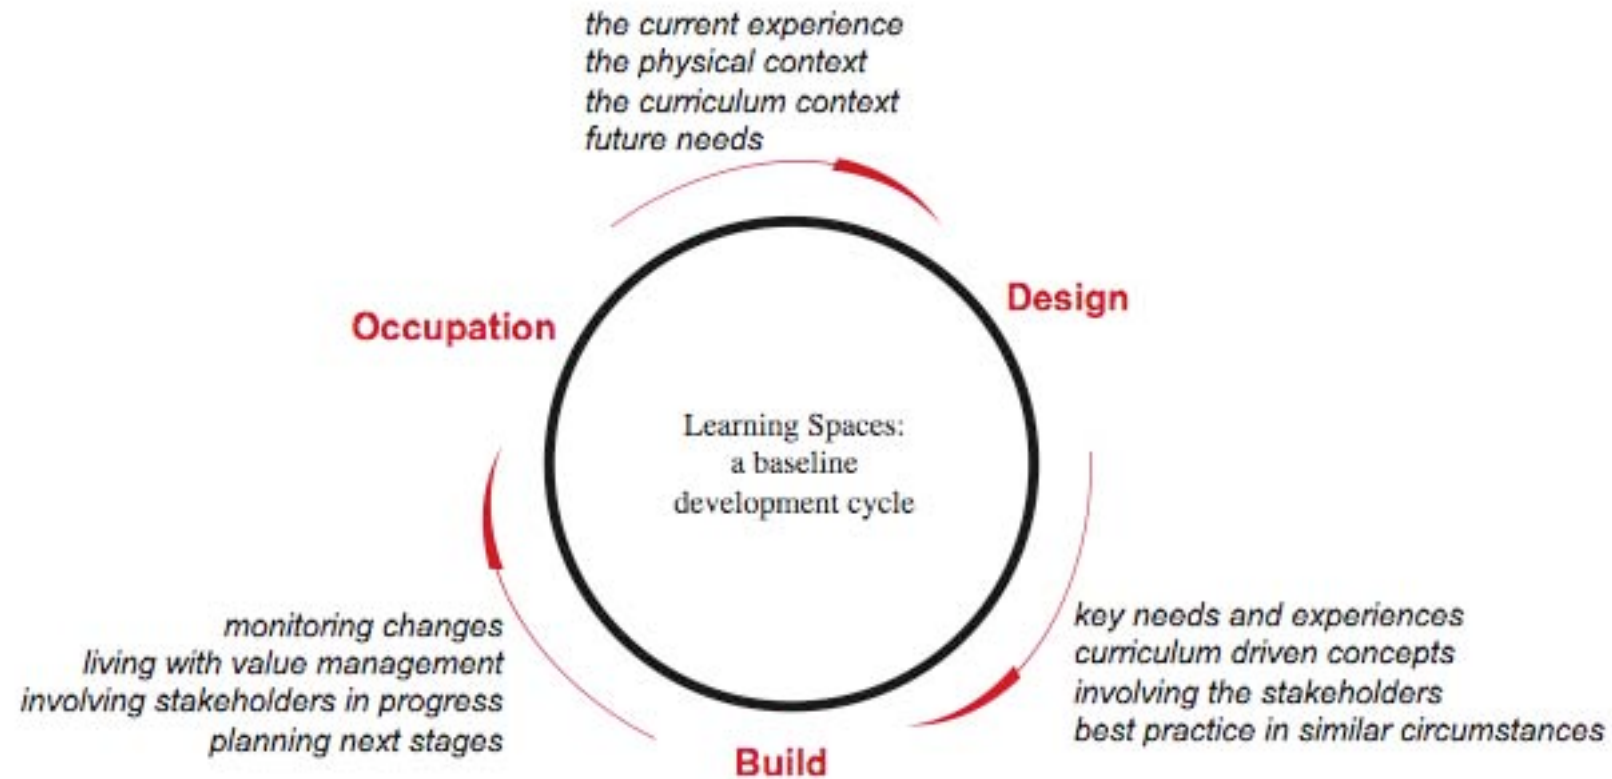 the current experience
the physical context
the curriculum context
future needs
Design
Occupation
Learning Spaces:
a baseline
development cycle
key needs and experiences
curriculum driven concepts
involving the stakeholders
best practice in similar circumstances
monitoring changes
living with value management
involving stakeholders in progress
planning next stages
Build